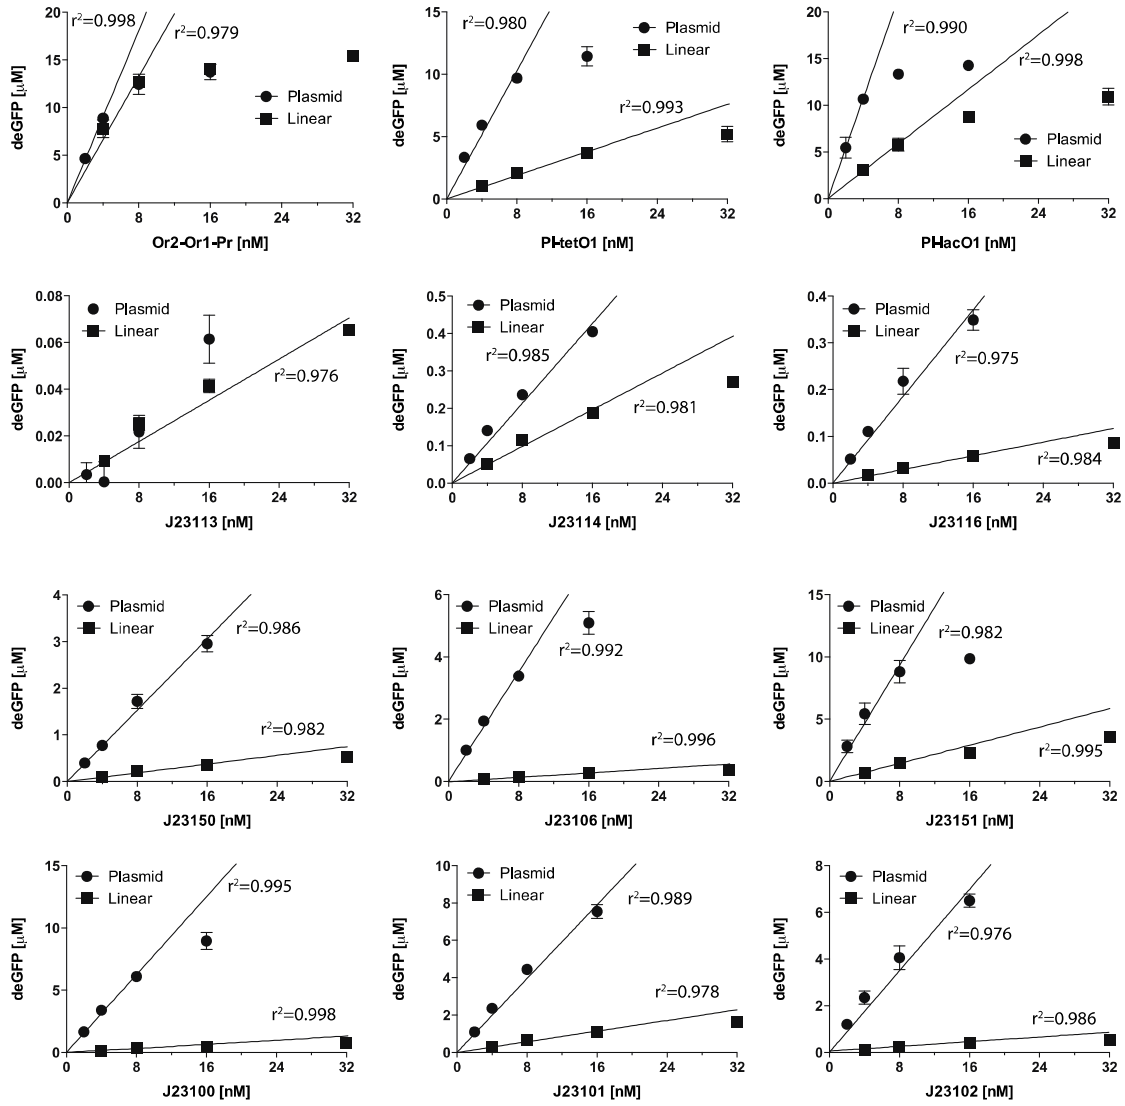 deGFP [μM]
20
15
10
5
0
r²=0.998
r²=0.979
Plasmid
Linear
0 8 16 24 32
Or2-Or1-Pr [nM]
deGFP [μM]
15
10
5
0
r²=0.980
Plasmid
Linear
r²=0.993
0 8 16 24 32
Pl-tetO1 [nM]
deGFP [μM]
20
15
10
5
0
r²=0.990
r²=0.998
Plasmid
Linear
0 8 16 24 32
Pl-lacO1 [nM]
deGFP [μM]
0.08
0.06
0.04
0.02
0.00
Plasmid
Linear
r²=0.976
0 8 16 24 32
J23113 [nM]
deGFP [μM]
0.5
0.4
0.3
0.2
0.1
0.0
Plasmid
Linear
r²=0.985
r²=0.981
0 8 16 24 32
J23114 [nM]
deGFP [μM]
0.4
0.3
0.2
0.1
0.0
Plasmid
Linear
r²=0.975
r²=0.984
0 8 16 24 32
J23116 [nM]
deGFP [μM]
4
3
2
1
0
Plasmid
Linear
r²=0.986
r²=0.982
0 8 16 24 32
J23150 [nM]
deGFP [μM]
6
4
2
0
Plasmid
Linear
r²=0.992
r²=0.996
0 8 16 24 32
J23106 [nM]
deGFP [μM]
15
10
5
0
Plasmid
Linear
r²=0.982
r²=0.995
0 8 16 24 32
J23151 [nM]
deGFP [μM]
15
10
5
0
Plasmid
Linear
r²=0.995
r²=0.998
0 8 16 24 32
J23100 [nM]
deGFP [μM]
10
8
6
4
2
0
Plasmid
Linear
r²=0.989
r²=0.978
0 8 16 24 32
J23101 [nM]
deGFP [μM]
8
6
4
2
0
Plasmid
Linear
r²=0.976
r²=0.986
0 8 16 24 32
J23102 [nM]